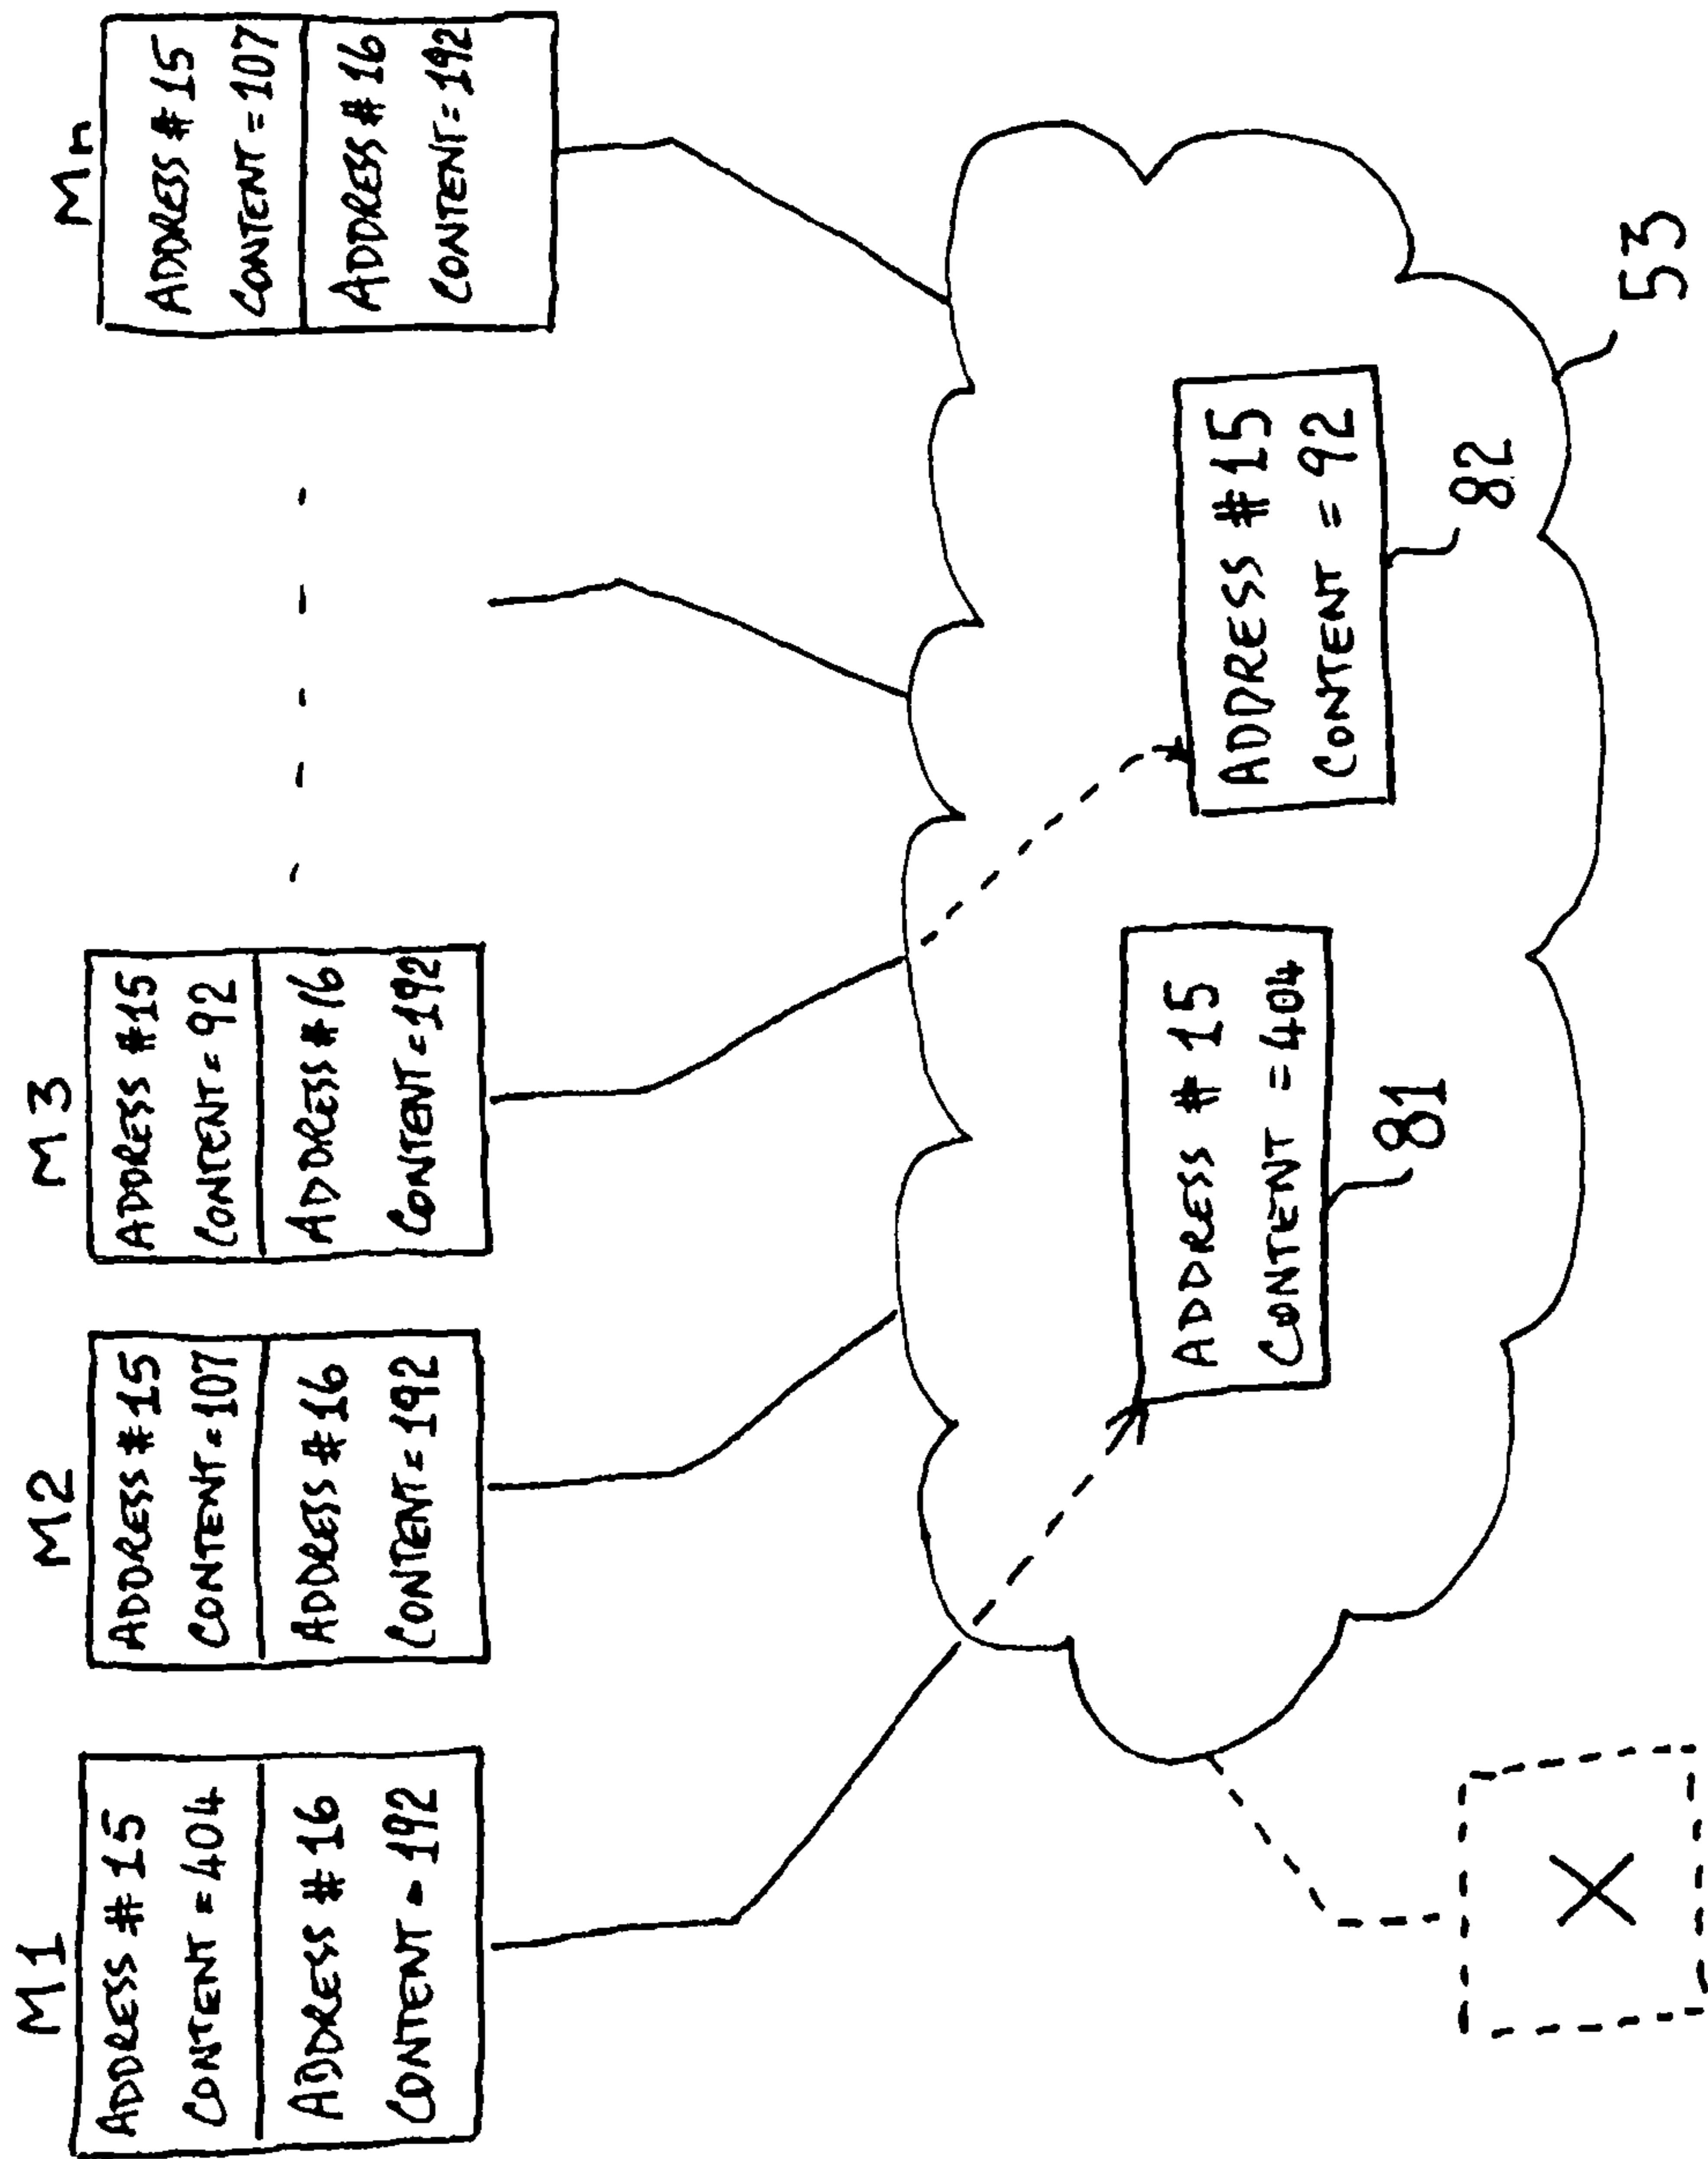 M1
ADDRESS # 15
CONTENT = 404
ADDRESS # 16
CONTENT = 192
M2
ADDRESS # 15
CONTENT = 107
ADDRESS # 16
CONTENT = 192
M3
ADDRESS #15
CONTENT = 92
ADDRESS # 16
CONTENT = 192
Mn
ADDRESS # 15
CONTENT = 107
ADDRESS # 16
CONTENT = 192
ADDRESS # 15
CONTENT = 404
81
ADDRESS # 15
CONTENT = 92
82
53
X